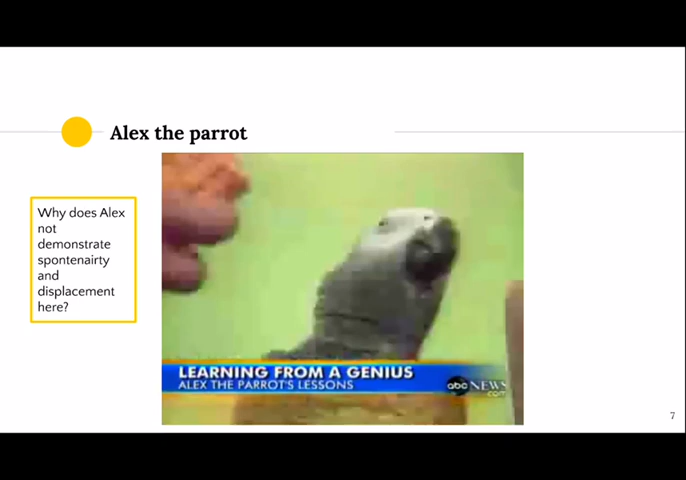 Alex the parrot
Why does Alex
not
demonstrate
spontenairty
and
displacement
here?
LEARNING FROM A GENIUS
ALEX THE PARROT'S LESSONS
abc NEWS
.com
7